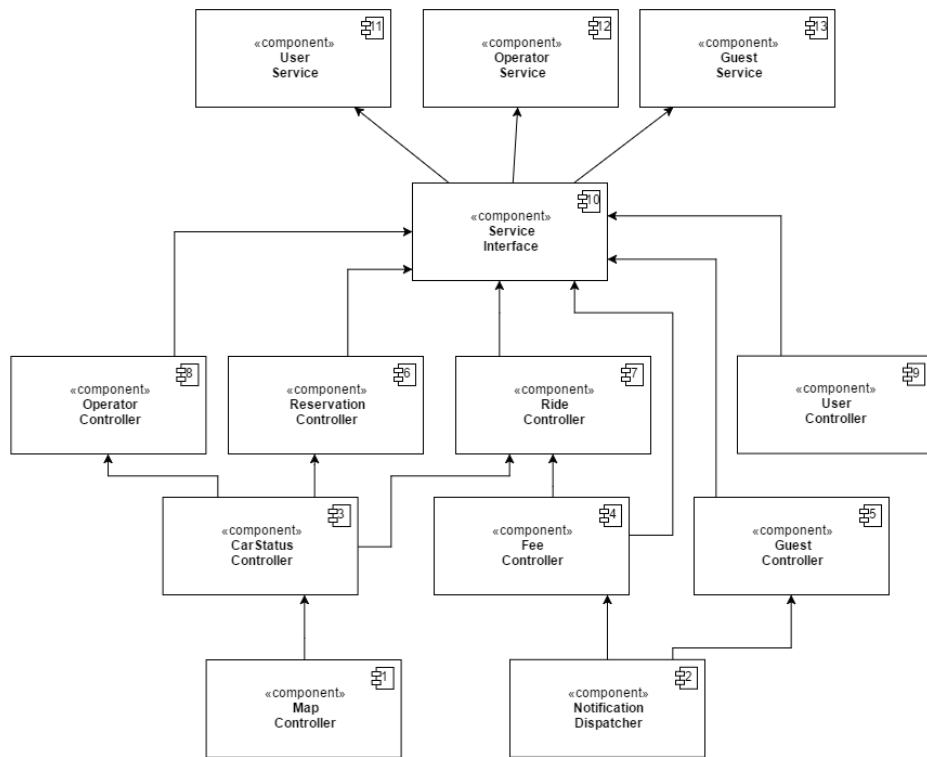 11
«component»
User
Service
12
«component»
Operator
Service
13
«component»
Guest
Service
10
«component»
Service
Interface
8
«component»
Operator
Controller
6
«component»
Reservation
Controller
7
«component»
Ride
Controller
9
«component»
User
Controller
3
«component»
CarStatus
Controller
4
«component»
Fee
Controller
5
«component»
Guest
Controller
1
«component»
Map
Controller
2
«component»
Notification
Dispatcher